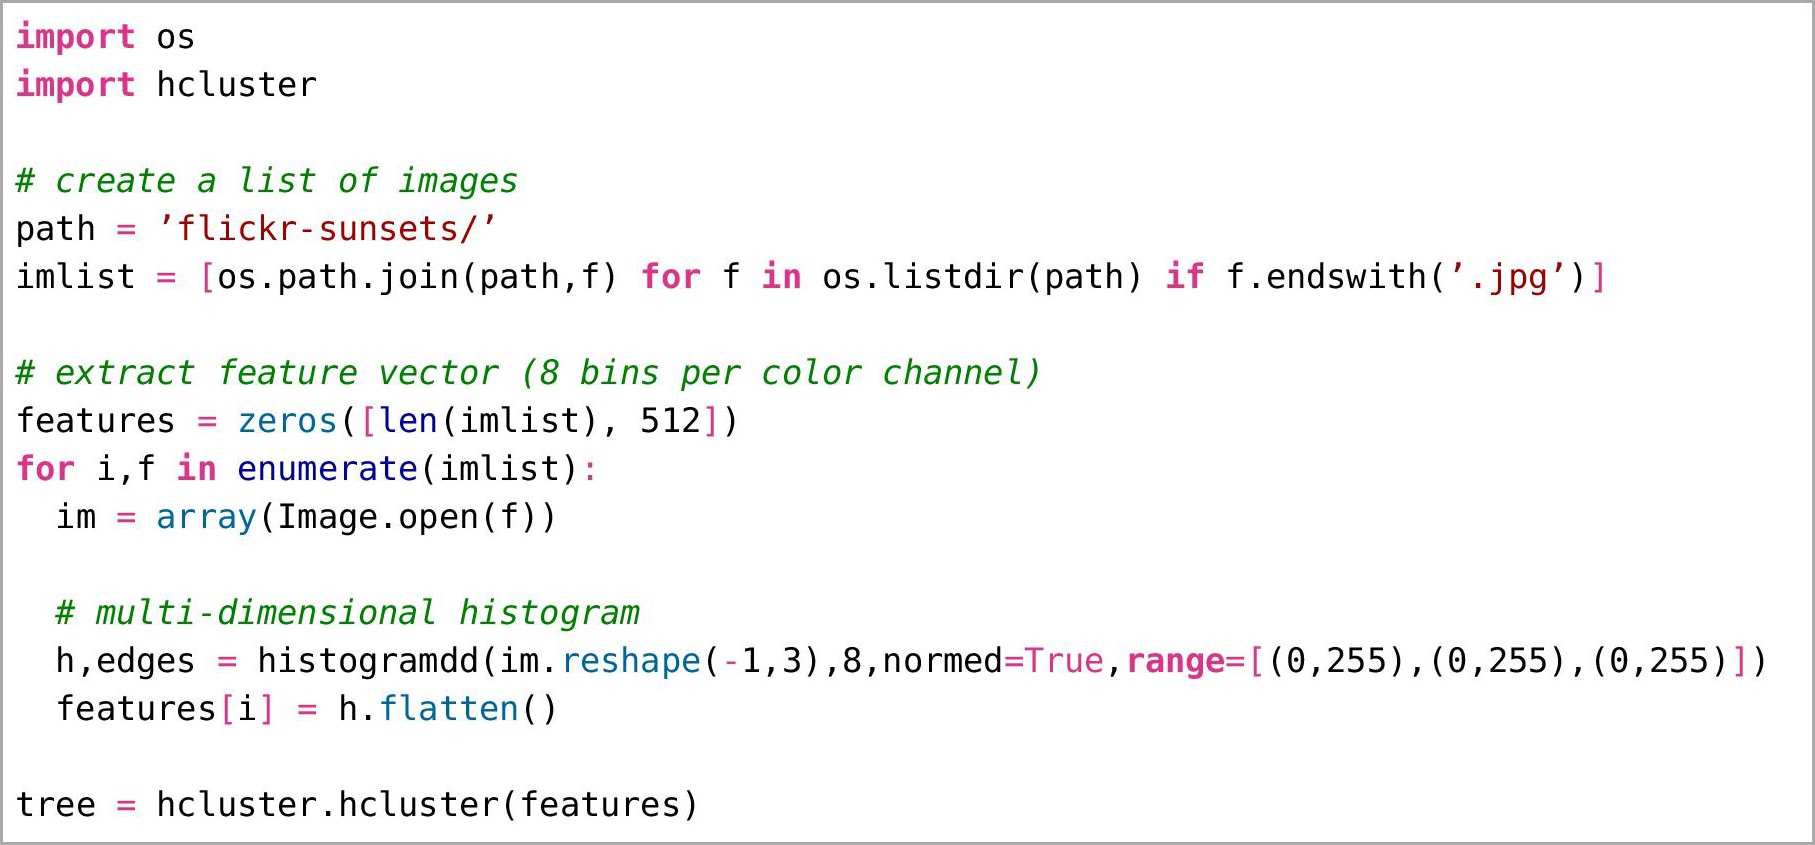 import os
import hcluster

# create a list of images
path = ’flickr-sunsets/’
imlist = [os.path.join(path,f) for f in os.listdir(path) if f.endswith(’.jpg’)]

# extract feature vector (8 bins per color channel)
features = zeros([len(imlist), 512])
for i,f in enumerate(imlist):
  im = array(Image.open(f))

  # multi-dimensional histogram
  h,edges = histogramdd(im.reshape(-1,3),8,normed=True,range=[(0,255),(0,255),(0,255)])
  features[i] = h.flatten()

tree = hcluster.hcluster(features)